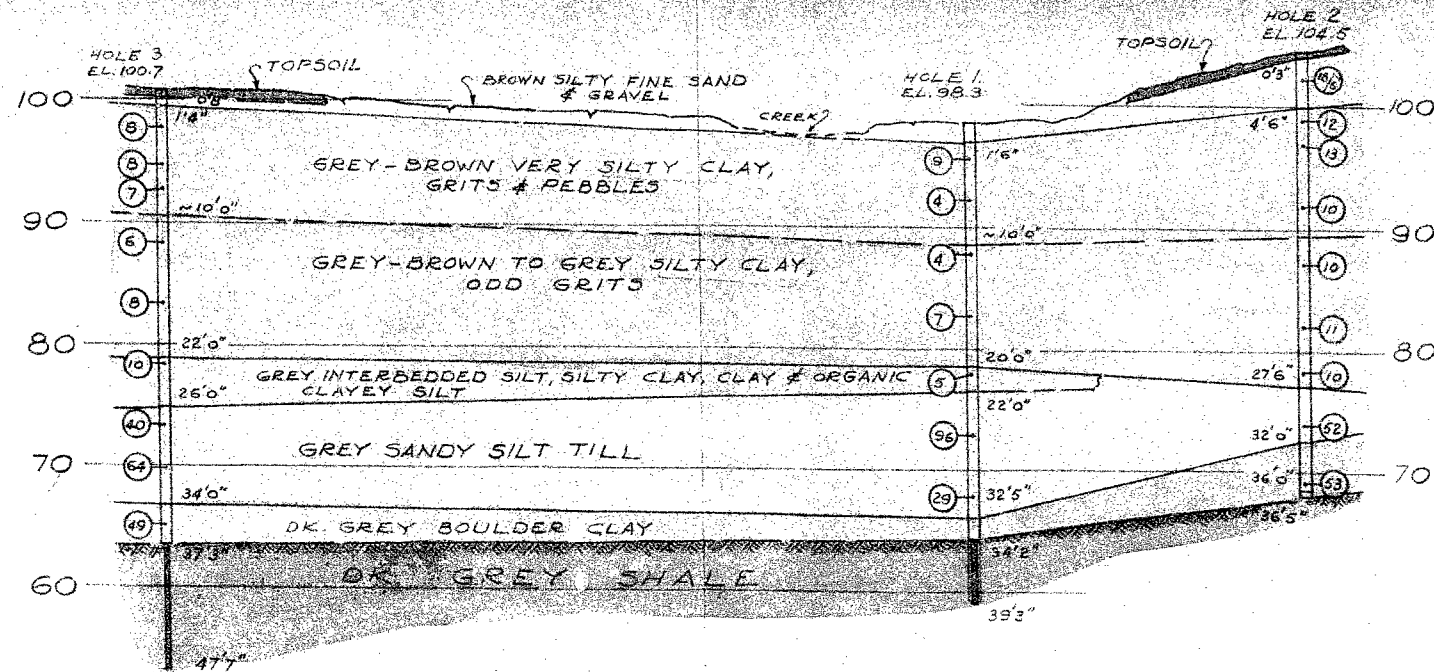 HOLE 3
EL. 100.7
TOPSOIL
BROWN SILTY FINE SAND
& GRAVEL
CREEK
HOLE 1.
EL. 98.3
TOPSOIL
HOLE 2
EL. 104.5
100
90
80
70
60
0'8"
1'4"
~10'0"
22'0"
26'0"
34'0"
37'3"
47'7"
8
8
7
6
8
10
40
64
49
GREY-BROWN VERY SILTY CLAY,
GRITS & PEBBLES
GREY-BROWN TO GREY SILTY CLAY,
ODD GRITS
GREY INTERBEDDED SILT, SILTY CLAY, CLAY & ORGANIC
CLAYEY SILT
GREY SANDY SILT TILL
DK. GREY BOULDER CLAY
DK. GREY SHALE
9
4
4
7
5
96
29
1'6"
~10'0"
20'0"
22'0"
32'5"
34'2"
39'3"
0'3"
4'6"
27'6"
32'0"
36'0"
36'5"
12
13
10
10
11
10
52
53
100
90
80
70